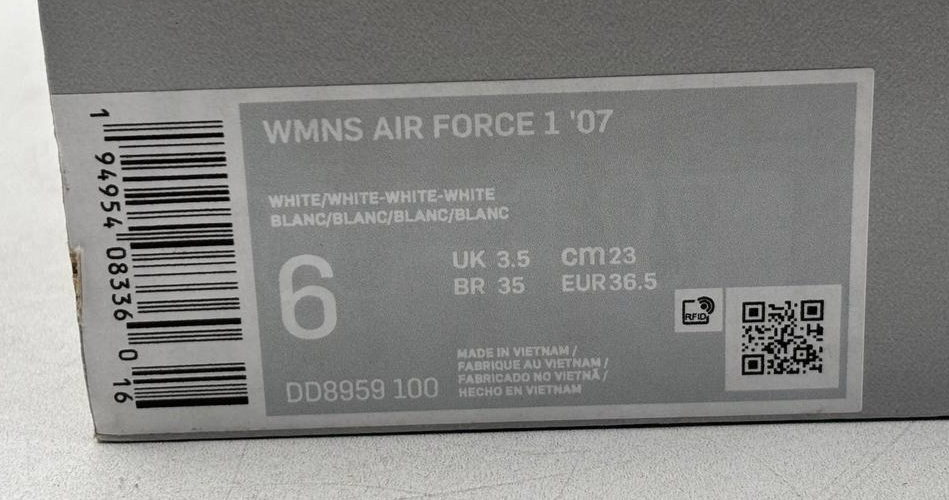 WMNS AIR FORCE 1 '07
WHITE/WHITE-WHITE-WHITE
BLANC/BLANC/BLANC/BLANC
6
UK 3.5 cm 23
BR 35 EUR 36.5
RFID
MADE IN VIETNAM /
FABRIQUE AU VIETNAM /
FABRICADO NO VIETNÃ /
HECHO EN VIETNAM
DD8959 100
1 94954 08336 0 16